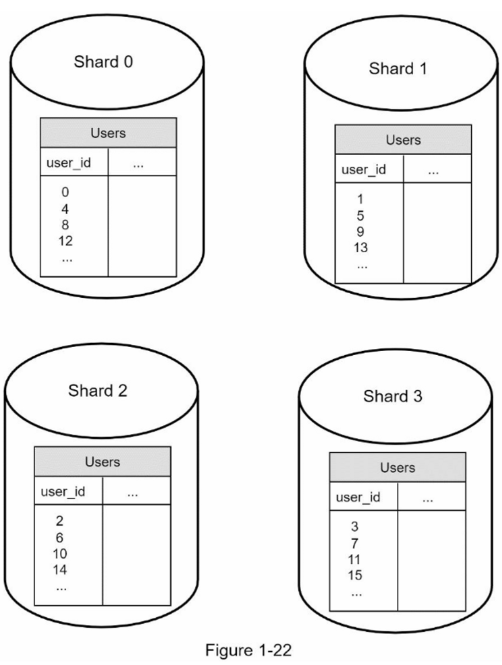 Shard 0
Users
user_id ...
0
4
8
12
...
Shard 1
Users
user_id ...
1
5
9
13
...
Shard 2
Users
user_id ...
2
6
10
14
...
Shard 3
Users
user_id ...
3
7
11
15
...
Figure 1-22